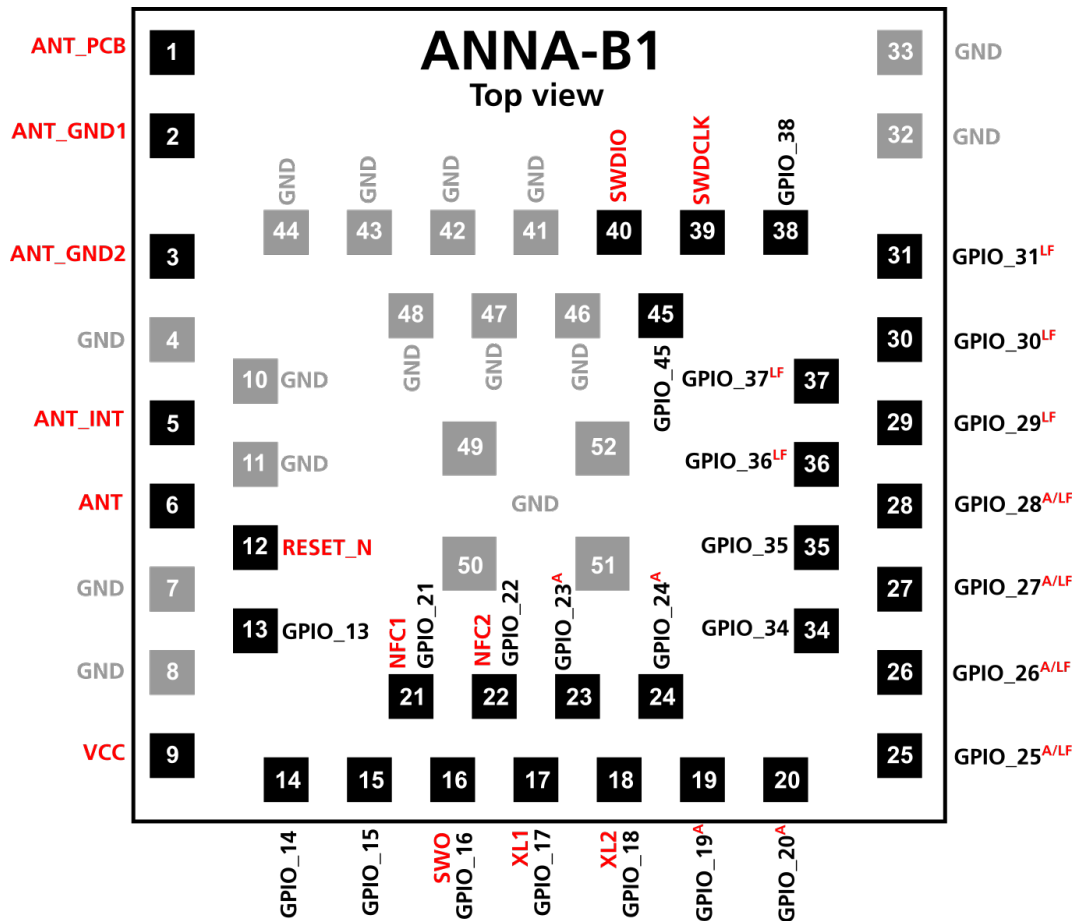 ANNA-B1
Top view
ANT_PCB
1
33
GND
ANT_GND1
2
32
GND
GND
GND
GND
GND
SWDIO
SWDCLK
GPIO_38
44
43
42
41
40
39
38
ANT_GND2
3
31
GPIO_31LF
48
47
46
45
GND
GND
GND
GPIO_45
GND
4
30
GPIO_30LF
10
GND
GPIO_37LF
37
ANT_INT
5
29
GPIO_29LF
49
52
11
GND
GPIO_36LF
36
ANT
6
GND
28
GPIO_28A/LF
12
RESET_N
GPIO_35
35
50
51
GND
7
27
GPIO_27A/LF
13
GPIO_13
NFC1
GPIO_21
NFC2
GPIO_22
GPIO_23A
GPIO_24A
GPIO_34
34
GND
8
26
GPIO_26A/LF
21
22
23
24
VCC
9
25
GPIO_25A/LF
14
15
16
17
18
19
20
GPIO_14
GPIO_15
SWO
GPIO_16
XL1
GPIO_17
XL2
GPIO_18
GPIO_19A
GPIO_20A